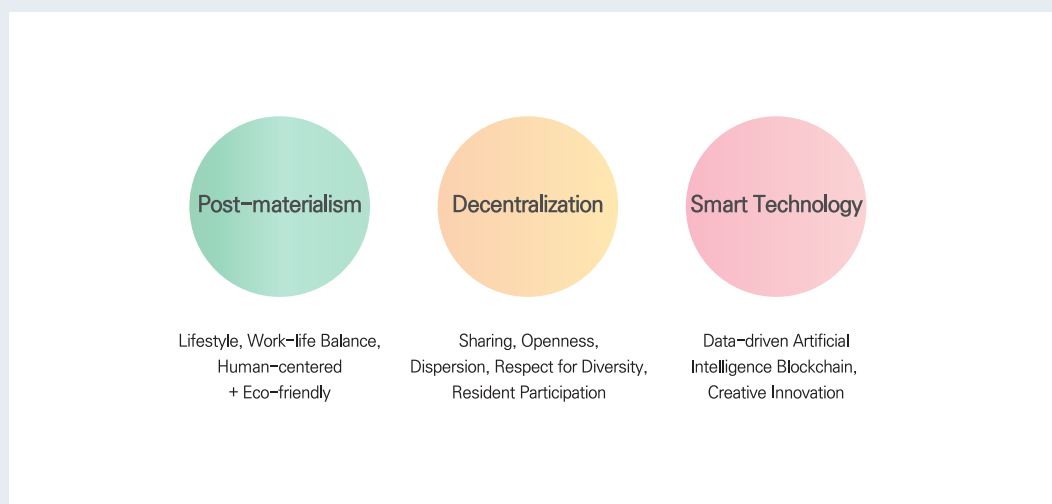 Post-materialism
Lifestyle, Work-life Balance,
Human-centered
+ Eco-friendly
Decentralization
Sharing, Openness,
Dispersion, Respect for Diversity,
Resident Participation
Smart Technology
Data-driven Artificial
Intelligence Blockchain,
Creative Innovation